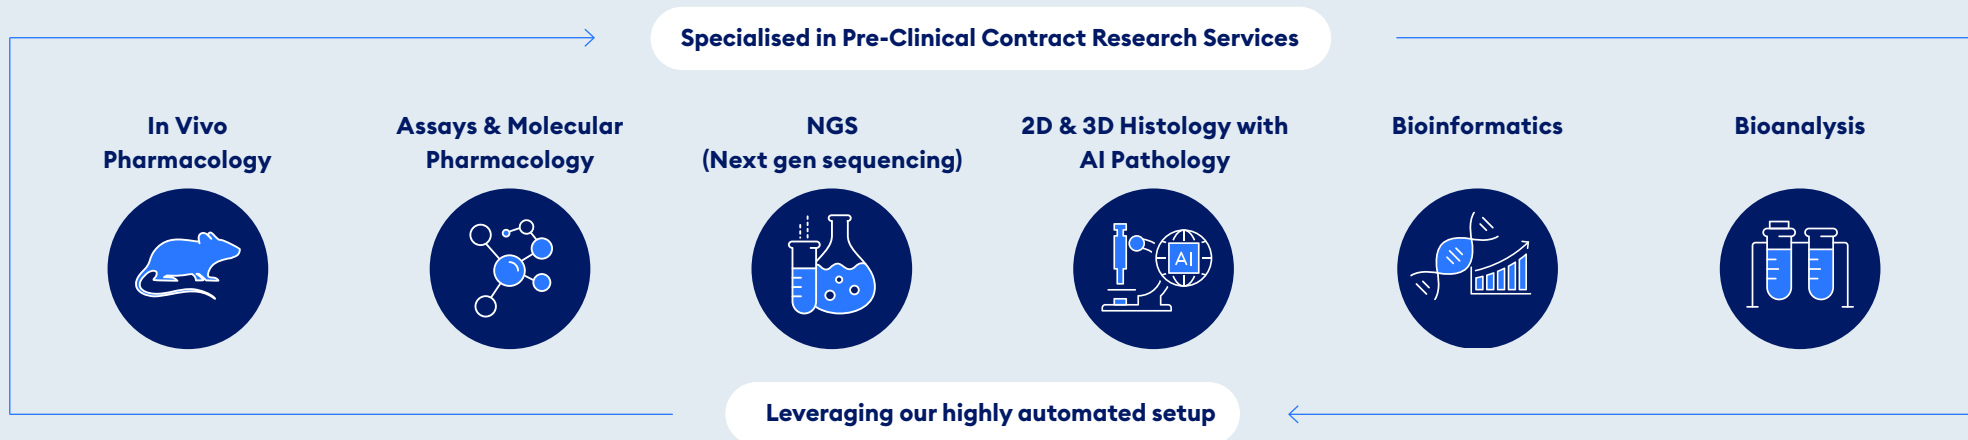 Specialised in Pre-Clinical Contract Research Services
In Vivo
Pharmacology
Assays & Molecular
Pharmacology
NGS
(Next gen sequencing)
2D & 3D Histology with
AI Pathology
Bioinformatics
Bioanalysis
AI
Leveraging our highly automated setup